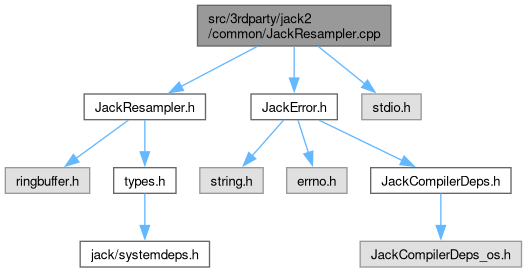 src/3rdparty/jack2
/common/JackResampler.cpp
JackResampler.h
JackError.h
stdio.h
ringbuffer.h
types.h
string.h
errno.h
JackCompilerDeps.h
jack/systemdeps.h
JackCompilerDeps_os.h